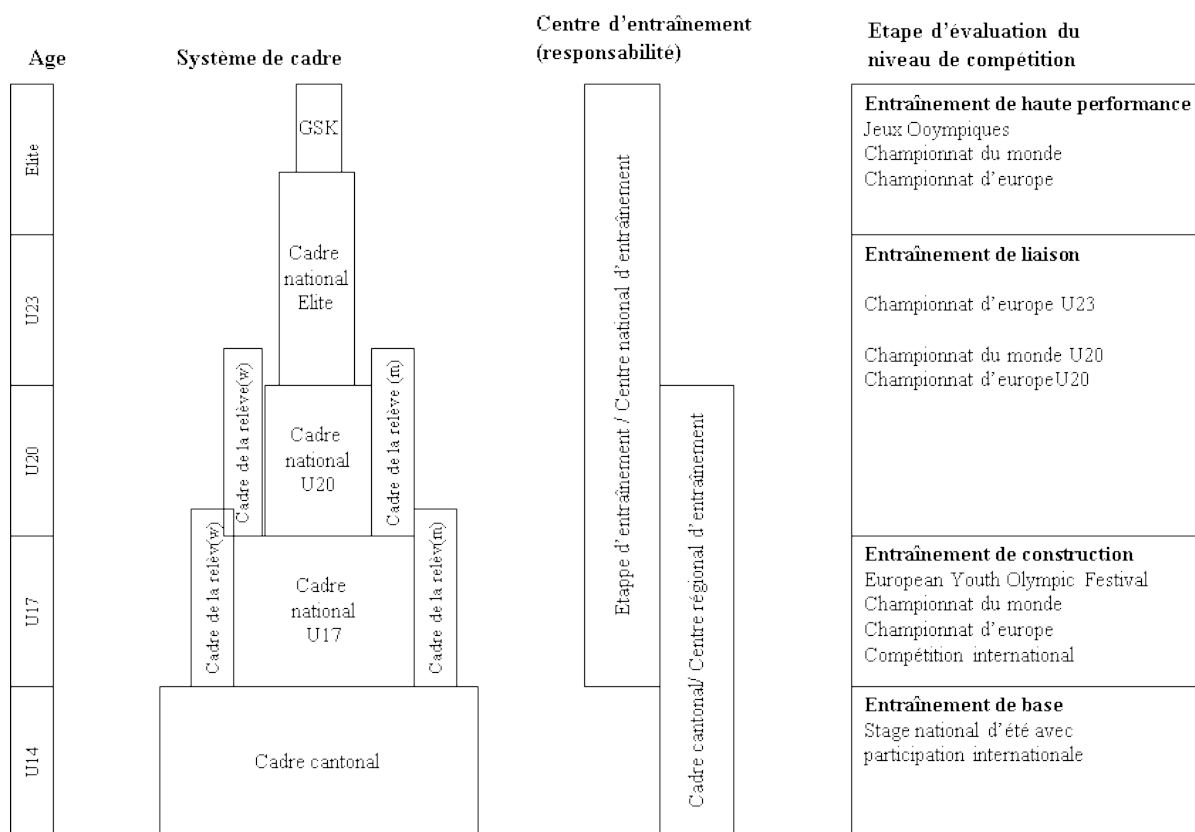 Age
Système de cadre
Centre d'entraînement
(responsabilité)
Etape d'évaluation du
niveau de compétition
Elite
U23
U20
U17
U14
GSK
Cadre
national
Elite
Cadre de la relève(w)
Cadre
national
U20
Cadre de la relève (m)
Cadre de la relèv(w)
Cadre
national
U17
Cadre de la relèv(m)
Cadre cantonal
Etappe d'entraînement / Centre national d'entraînement
Cadre cantonal/ Centre régional d'entraînement
Entraînement de haute performance
Jeux Ooympiques
Championnat du monde
Championnat d'europe
Entraînement de liaison
Championnat d'europe U23
Championnat du monde U20
Championnat d'europe U20
Entraînement de construction
European Youth Olympic Festival
Championnat du monde
Championnat d'europe
Compétition international
Entraînement de base
Stage national d'été avec
participation internationale